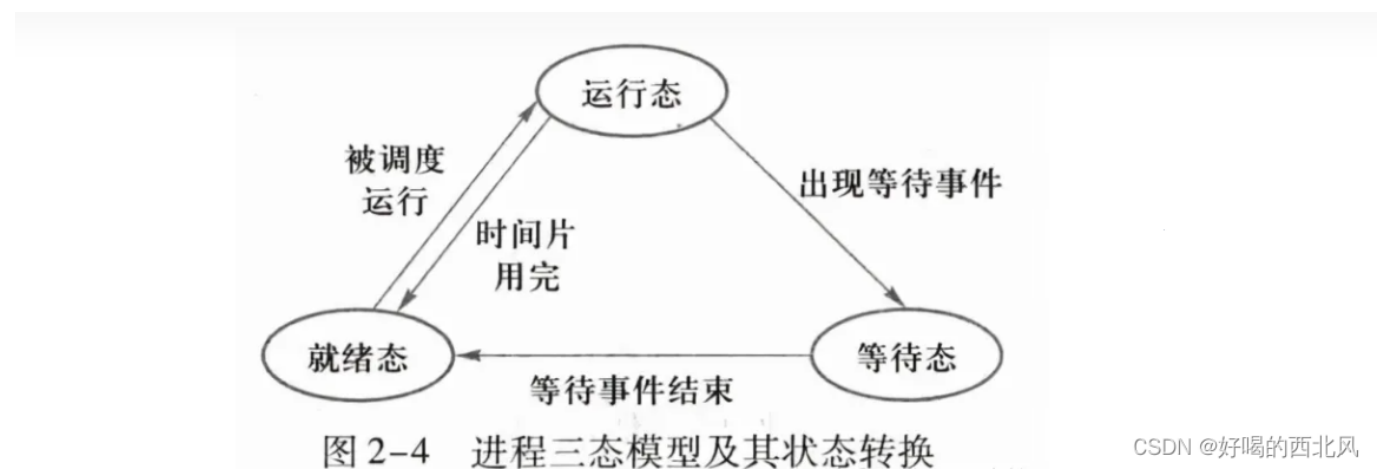 运行态
被调度
运行
出现等待事件
时间片
用完
就绪态
等待态
等待事件结束
图 2-4 进程三态模型及其状态转换
CSDN @好喝的西北风